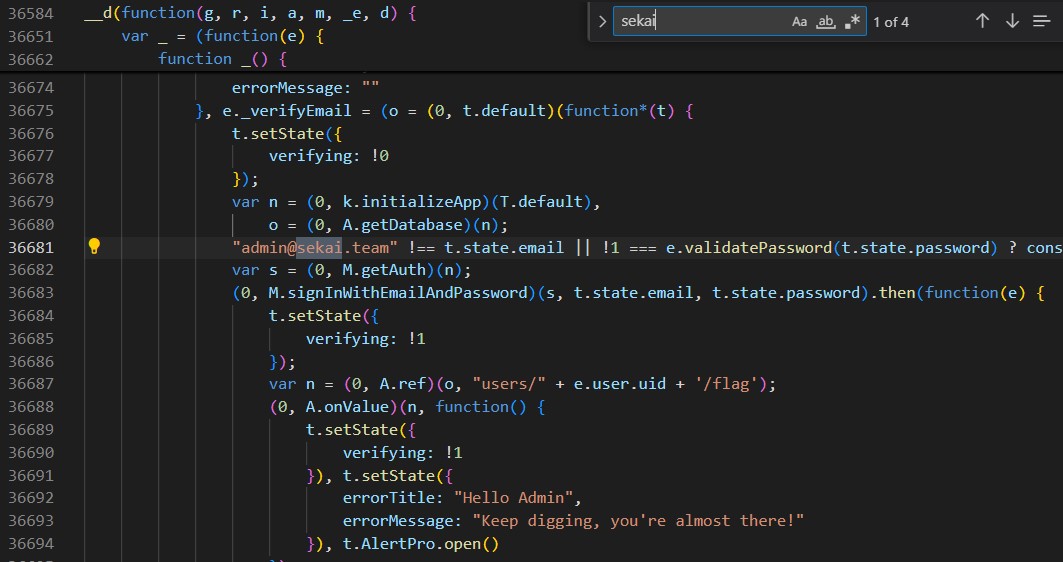 36584 __d(function(g, r, i, a, m, _e, d) {
> sekai Aa ab .* 1 of 4 ↑ ↓
36651 var _ = (function(e) {
36662 function _() {
36674 errorMessage: ""
36675 }, e._verifyEmail = (o = (0, t.default)(function*(t) {
36676 t.setState({
36677 verifying: !0
36678 });
36679 var n = (0, k.initializeApp)(T.default),
36680 o = (0, A.getDatabase)(n);
36681 "admin@sekai.team" !== t.state.email || !1 === e.validatePassword(t.state.password) ? cons
36682 var s = (0, M.getAuth)(n);
36683 (0, M.signInWithEmailAndPassword)(s, t.state.email, t.state.password).then(function(e) {
36684 t.setState({
36685 verifying: !1
36686 });
36687 var n = (0, A.ref)(o, "users/" + e.user.uid + '/flag');
36688 (0, A.onValue)(n, function() {
36689 t.setState({
36690 verifying: !1
36691 }), t.setState({
36692 errorTitle: "Hello Admin",
36693 errorMessage: "Keep digging, you're almost there!"
36694 }), t.AlertPro.open()